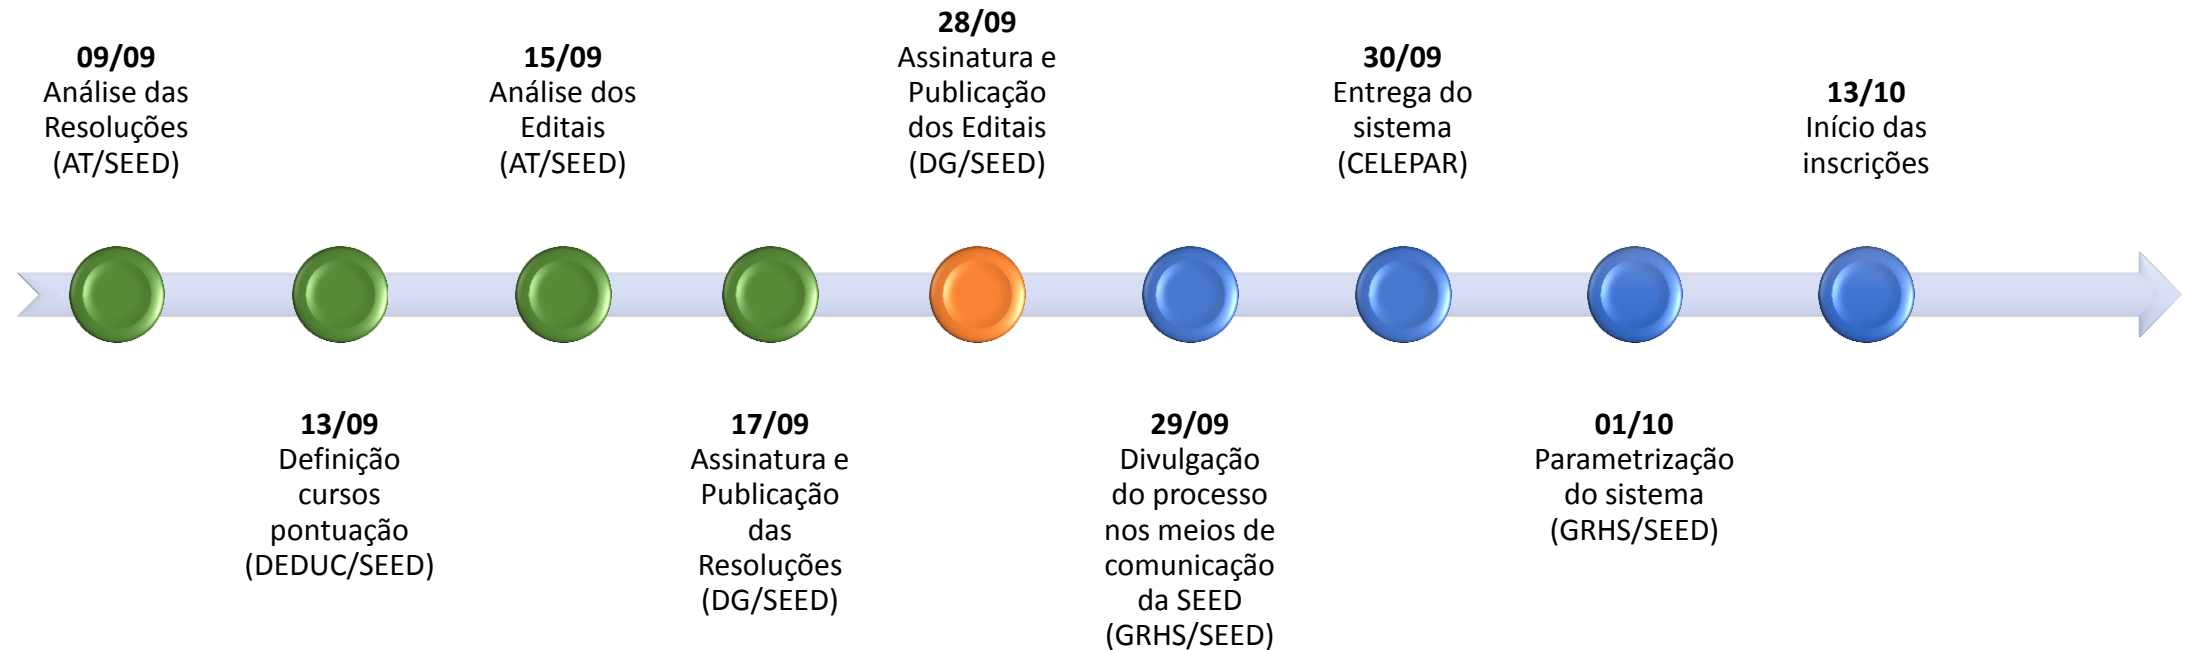 09/09
Análise das
Resoluções
(AT/SEED)
13/09
Definição
cursos
pontuação
(DEDUC/SEED)
15/09
Análise dos
Editais
(AT/SEED)
17/09
Assinatura e
Publicação
das
Resoluções
(DG/SEED)
28/09
Assinatura e
Publicação
dos Editais
(DG/SEED)
29/09
Divulgação
do processo
nos meios de
comunicação
da SEED
(GRHS/SEED)
30/09
Entrega do
sistema
(CELEPAR)
01/10
Parametrização
do sistema
(GRHS/SEED)
13/10
Início das
inscrições